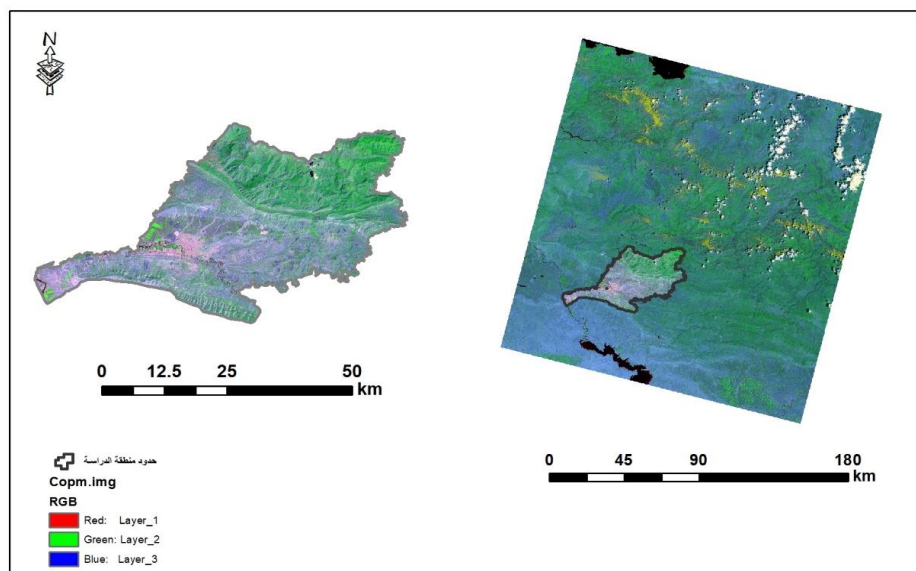 N
0 12.5 25 50
km
0 45 90 180
km
حدود منطقة الدراسة
Copm.img
RGB
Red: Layer_1
Green: Layer_2
Blue: Layer_3